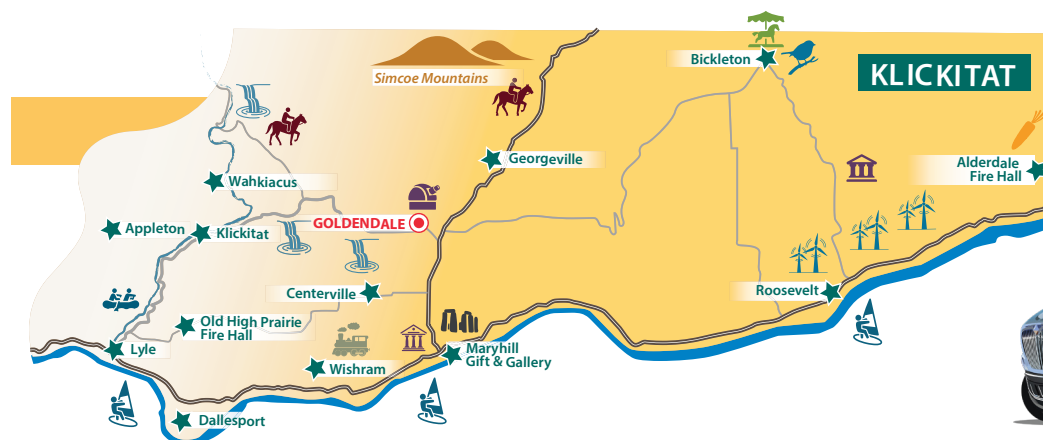 Bickleton
KLICKITAT
Simcoe Mountains
Georgeville
Alderdale
Fire Hall
Wahkiacus
GOLDENDALE
Appleton
Klickitat
Centerville
Roosevelt
Old High Prairie
Fire Hall
Lyle
Maryhill
Gift & Gallery
Wishram
Dallesport